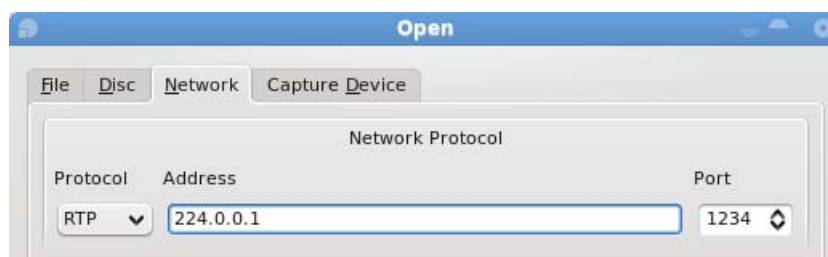 Open
File Disc Network Capture Device
Network Protocol
Protocol Address Port
RTP 224.0.0.1 1234